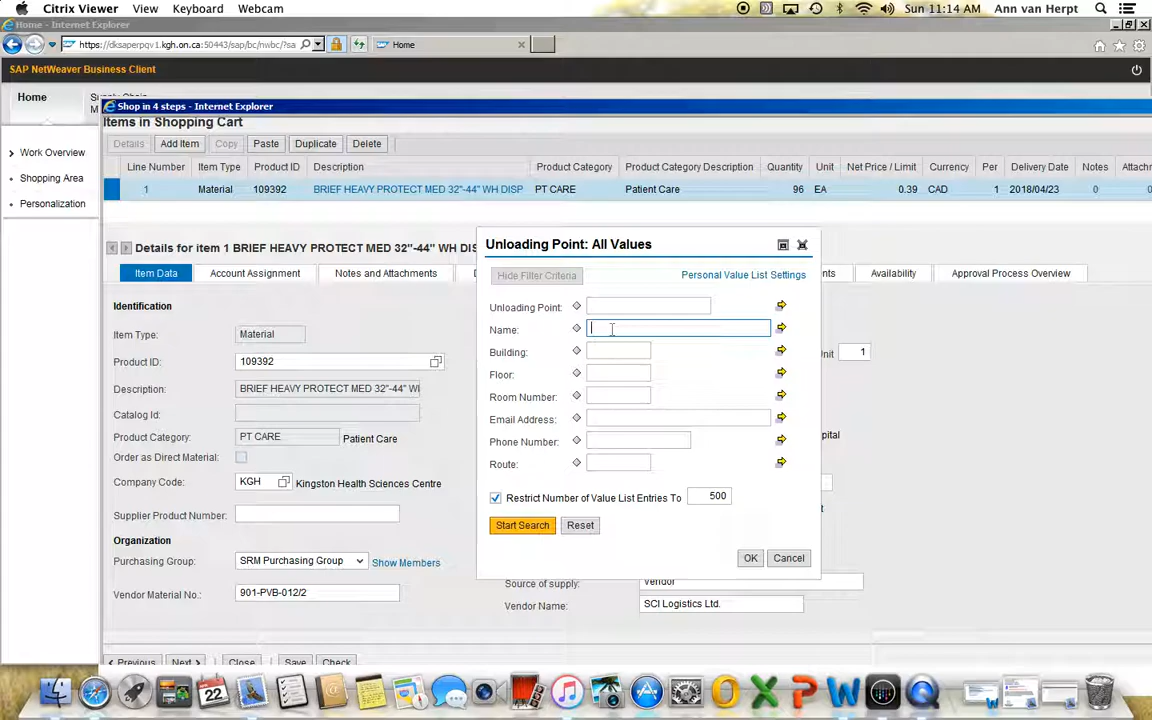 Citrix Viewer View Keyboard Webcam Sun 11:14 AM Ann van Herpt
Home - Internet Explorer
https://dksaperpqv1.kgh.on.ca:50443/sap/bc/nwbc/?sa Home
SAP NetWeaver Business Client
Home
Shop in 4 steps - Internet Explorer
Items in Shopping Cart
Details Add Item Copy Paste Duplicate Delete
Line Number Item Type Product ID Description Product Category Product Category Description Quantity Unit Net Price / Limit Currency Per Delivery Date Notes Attachm
1 Material 109392 BRIEF HEAVY PROTECT MED 32"-44" WH DISP PT CARE Patient Care 96 EA 0.39 CAD 1 2018/04/23 0
Work Overview
Shopping Area
Personalization
Details for item 1 BRIEF HEAVY PROTECT MED 32"-44" WH DIS
Item Data Account Assignment Notes and Attachments Availability Approval Process Overview
Identification
Item Type: Material
Product ID: 109392
Description: BRIEF HEAVY PROTECT MED 32"-44" WI
Catalog Id:
Product Category: PT CARE Patient Care
Order as Direct Material:
Company Code: KGH Kingston Health Sciences Centre
Supplier Product Number:
Organization
Purchasing Group: SRM Purchasing Group Show Members
Vendor Material No.: 901-PVB-012/2
Unloading Point: All Values
Hide Filter Criteria Personal Value List Settings
Unloading Point:
Name:
Building:
Floor:
Room Number:
Email Address:
Phone Number:
Route:
Restrict Number of Value List Entries To 500
Start Search Reset
OK Cancel
1
Source of supply: Vendor
Vendor Name: SCI Logistics Ltd.
Previous Next Close Save Check
22